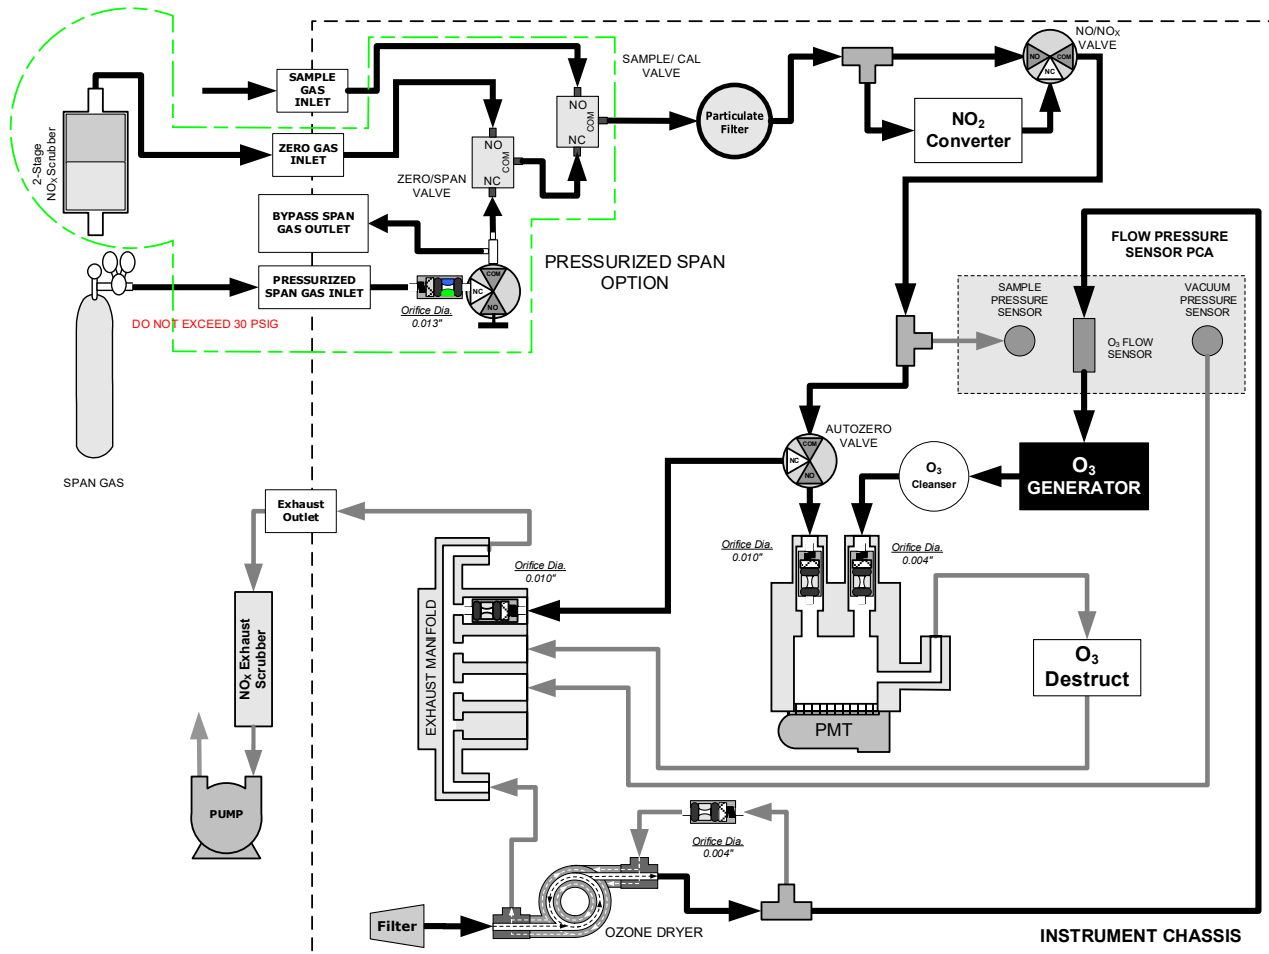 SAMPLE
GAS
INLET
SAMPLE/ CAL
VALVE
NO
COM
NC
Particulate
Filter
NO/NOX
VALVE
NO
COM
NC
NO2
Converter
2-Stage
NOX Scrubber
ZERO GAS
INLET
NO
COM
NC
ZERO/SPAN
VALVE
BYPASS SPAN
GAS OUTLET
PRESSURIZED
SPAN GAS INLET
Orifice Dia.
0.013"
COM
NC
NO
PRESSURIZED SPAN
OPTION
DO NOT EXCEED 30 PSIG
SPAN GAS
FLOW PRESSURE
SENSOR PCA
SAMPLE
PRESSURE
SENSOR
O3 FLOW
SENSOR
VACUUM
PRESSURE
SENSOR
AUTOZERO
VALVE
COM
NC
NO
O3
Cleanser
O3
GENERATOR
Exhaust
Outlet
Orifice Dia.
0.010"
Orifice Dia.
0.010"
Orifice Dia.
0.004"
EXHAUST MANIFOLD
NOX Exhaust
Scrubber
O3
Destruct
PMT
PUMP
Orifice Dia.
0.004"
Filter
OZONE DRYER
INSTRUMENT CHASSIS